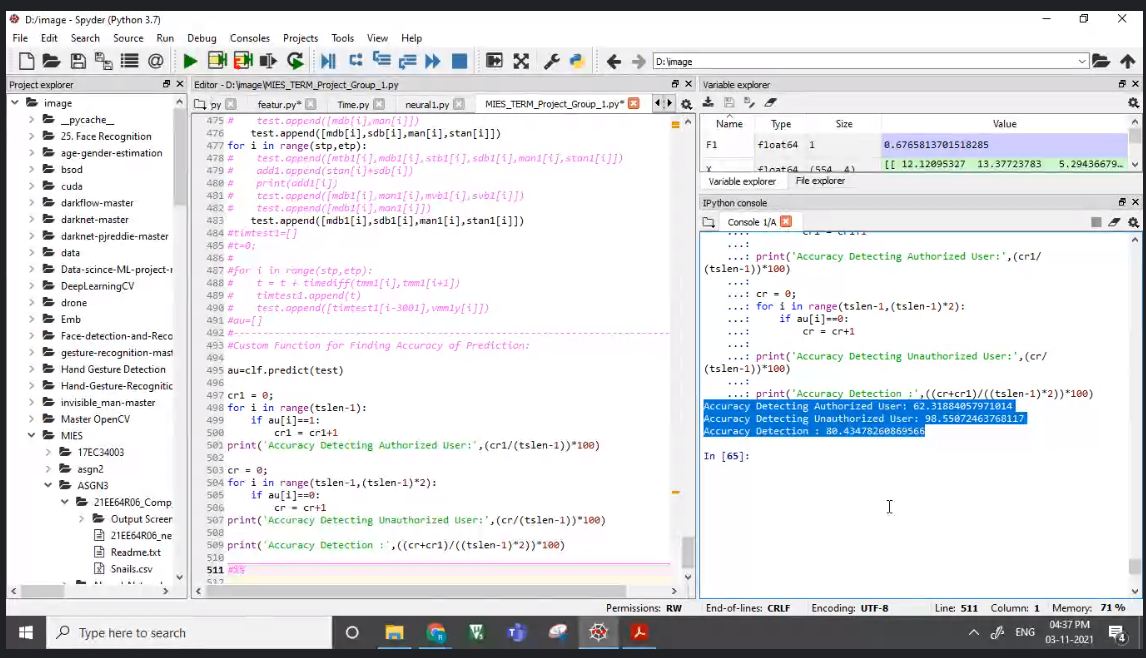 D:/image - Spyder (Python 3.7)
File Edit Search Source Run Debug Consoles Projects Tools View Help
D:\image
Project explorer
image
__pycache__
25. Face Recognition
age-gender-estimation
bsod
cuda
darkflow-master
darknet-master
darknet-pjreddie-master
data
Data-scince-ML-project-r
DeepLearningCV
drone
Emb
Face-detection-and-Reco
gesture-recognition-mast
Hand Gesture Detection
Hand-Gesture-Recognitic
invisible_man-master
Master OpenCV
MIES
17EC34003
asgn2
ASGN3
21EE64R06_Comp
Output Screen
21EE64R06_ne
Readme.txt
Snails.csv
Editor - D:\image\MIES_TERM_Project_Group_1.py
py featur.py* Time.py neural1.py MIES_TERM_Project_Group_1.py*
475 # test.append([mdb[i],man[i]])
476 test.append([mdb[i],sdb[i],man[i],stan[i]])
477 for i in range(stp,etp):
478 # test.append([mtb1[i],mdb1[i],stb1[i],sdb1[i],man1[i],stan1[i]])
479 # add1.append(stan[i]+sdb[i])
480 # print(add1[i])
481 # test.append([mdb1[i],man1[i],mvb1[i],svb1[i]])
482 # test.append([mdb1[i],man1[i]])
483 test.append([mdb1[i],sdb1[i],man1[i],stan1[i]])
484 #timtest1=[]
485 #t=0;
486 #
487 #for i in range(stp,etp):
488 # t = t + timediff(tmm1[i],tmm1[i+1])
489 # timtest1.append(t)
490 # test.append([timtest1[i-3001],vmm1y[i]])
491 #au=[]
492 #
493 #Custom Function for Finding Accuracy of Prediction:
494
495 au=clf.predict(test)
496
497 cr1 = 0;
498 for i in range(tslen-1):
499 if au[i]==1:
500 cr1 = cr1+1
501 print('Accuracy Detecting Authorized User:',(cr1/(tslen-1))*100)
502
503 cr = 0;
504 for i in range(tslen-1,(tslen-1)*2):
505 if au[i]==0:
506 cr = cr+1
507 print('Accuracy Detecting Unauthorized User:',(cr/(tslen-1))*100)
508
509 print('Accuracy Detection :',((cr+cr1)/((tslen-1)*2))*100)
510
511 #%%
512
Variable explorer
Name Type Size Value
F1 float64 1 0.6765813701518285
X float64 (554, 4) [[ 12.12095327 13.37723783 5.29436679...
Variable explorer File explorer
IPython console
Console 1/A
...: cr1 = cr1+1
...:
...: print('Accuracy Detecting Authorized User:',(cr1/
(tslen-1))*100)
...:
...: cr = 0;
...: for i in range(tslen-1,(tslen-1)*2):
...: if au[i]==0:
...: cr = cr+1
...:
...: print('Accuracy Detecting Unauthorized User:',(cr/
(tslen-1))*100)
...:
...: print('Accuracy Detection :',((cr+cr1)/((tslen-1)*2))*100)
Accuracy Detecting Authorized User: 62.31884057971014
Accuracy Detecting Unauthorized User: 98.55072463768117
Accuracy Detection : 80.43478260869566
In [65]:
Permissions: RW End-of-lines: CRLF Encoding: UTF-8 Line: 511 Column: 1 Memory: 71 %
Type here to search
ENG
04:37 PM
03-11-2021
4